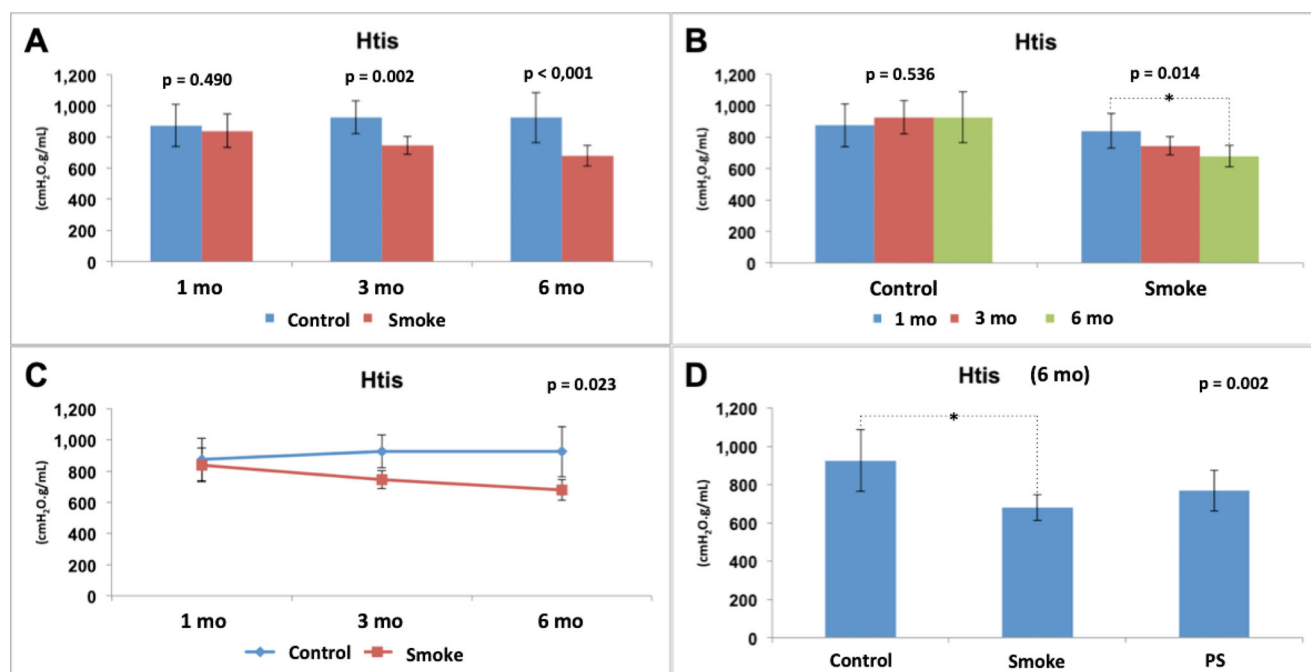 A
Htis
p = 0.490
p = 0.002
p < 0,001
1,200
1,000
800
600
400
200
0
(cmH₂O.g/mL)
1 mo
3 mo
6 mo
Control
Smoke
B
Htis
p = 0.536
p = 0.014
*
1,200
1,000
800
600
400
200
0
(cmH₂O.g/mL)
Control
Smoke
1 mo
3 mo
6 mo
C
Htis
p = 0.023
1,200
1,000
800
600
400
200
0
(cmH₂O.g/mL)
1 mo
3 mo
6 mo
Control
Smoke
D
Htis (6 mo)
p = 0.002
*
1,200
1,000
800
600
400
200
0
(cmH₂O.g/mL)
Control
Smoke
PS